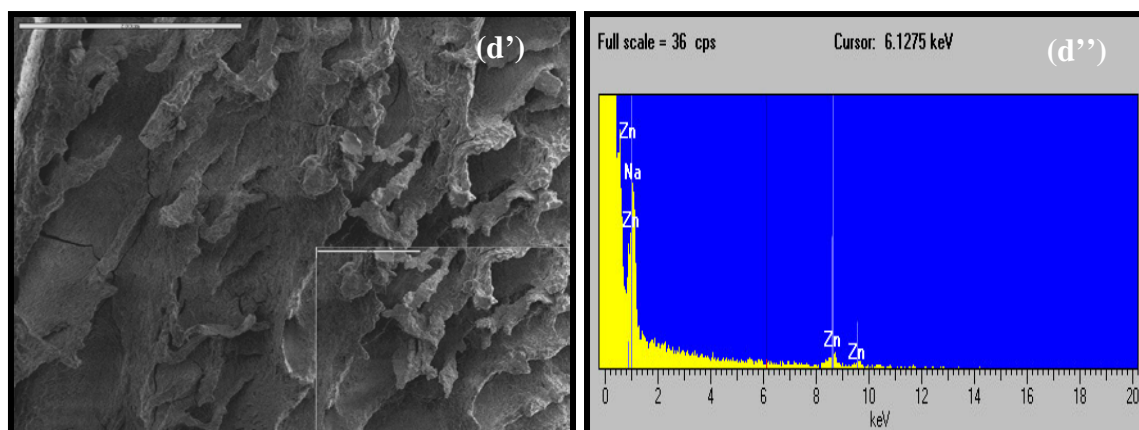 (d')
Full scale = 36 cps Cursor: 6.1275 keV
(d'')
Zn
Na
Zn
Zn
Zn
0 2 4 6 8 10 12 14 16 18 20
keV